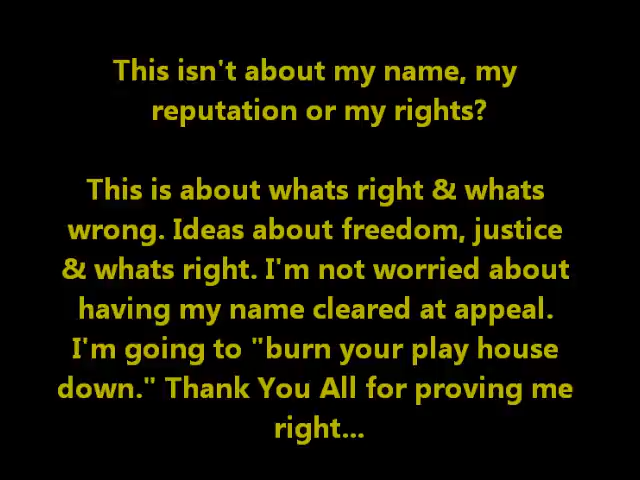 This isn't about my name, my
reputation or my rights?
This is about whats right & whats
wrong. Ideas about freedom, justice
& whats right. I'm not worried about
having my name cleared at appeal.
I'm going to "burn your play house
down." Thank You All for proving me
right...